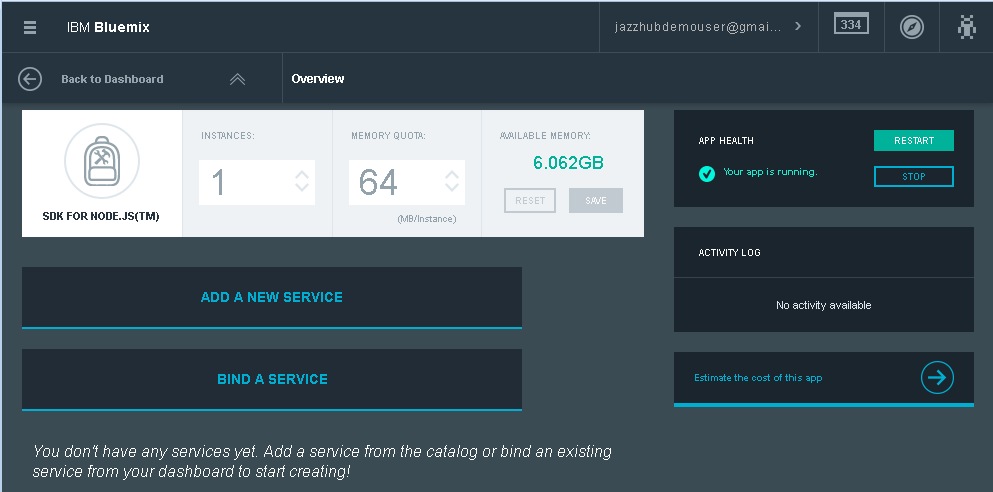 IBM Bluemix
jazzhubdemouser@gmai...
334
Back to Dashboard
Overview
SDK FOR NODE.JS(TM)
INSTANCES:
1
MEMORY QUOTA:
64
(MB/Instance)
AVAILABLE MEMORY:
6.062GB
RESET
SAVE
APP HEALTH
RESTART
Your app is running.
STOP
ACTIVITY LOG
No activity available
ADD A NEW SERVICE
BIND A SERVICE
Estimate the cost of this app
You don't have any services yet. Add a service from the catalog or bind an existing
service from your dashboard to start creating!